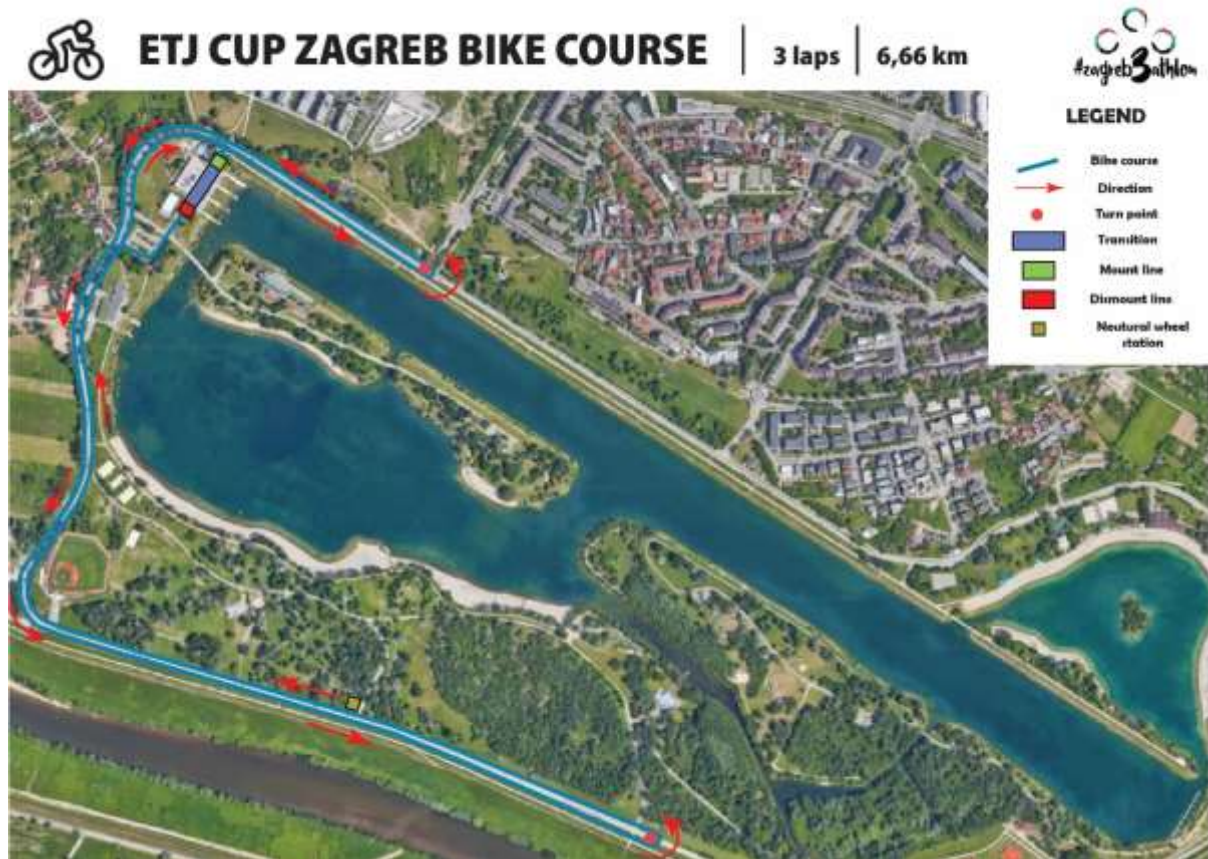 ETJ CUP ZAGREB BIKE COURSE
3 laps
6,66 km
#zagreb3athlon
LEGEND
Bike course
Direction
Turn point
Transition
Mount line
Dismount line
Neutural wheel
station